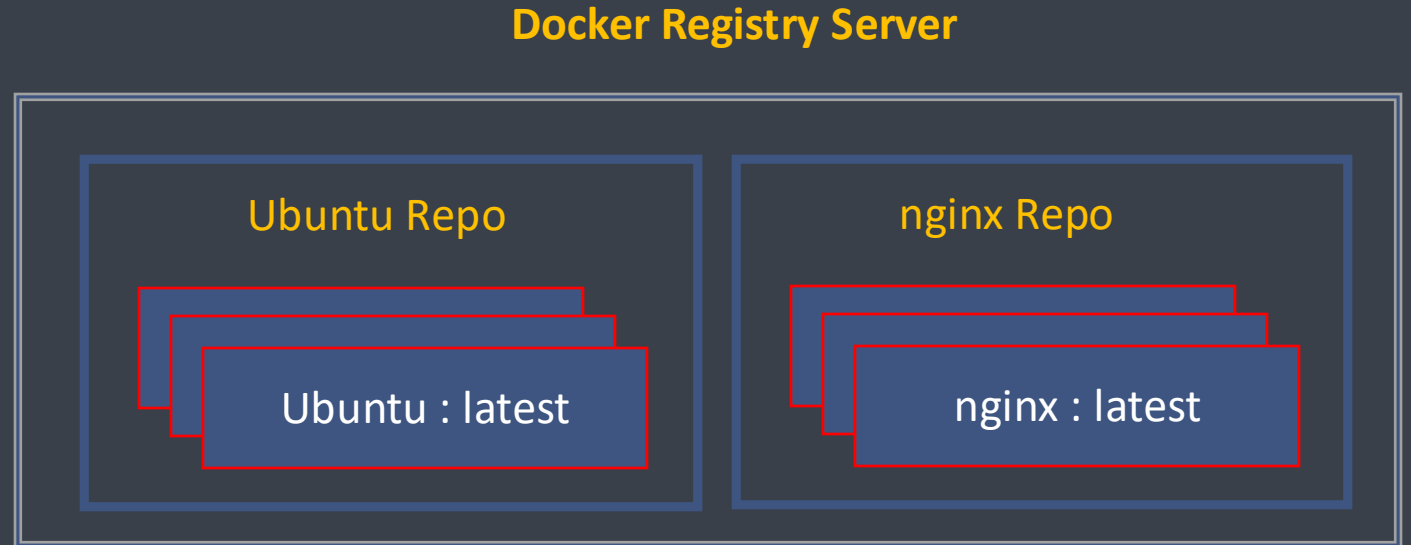 Docker Registry Server
Ubuntu Repo
nginx Repo
Ubuntu : latest
nginx : latest